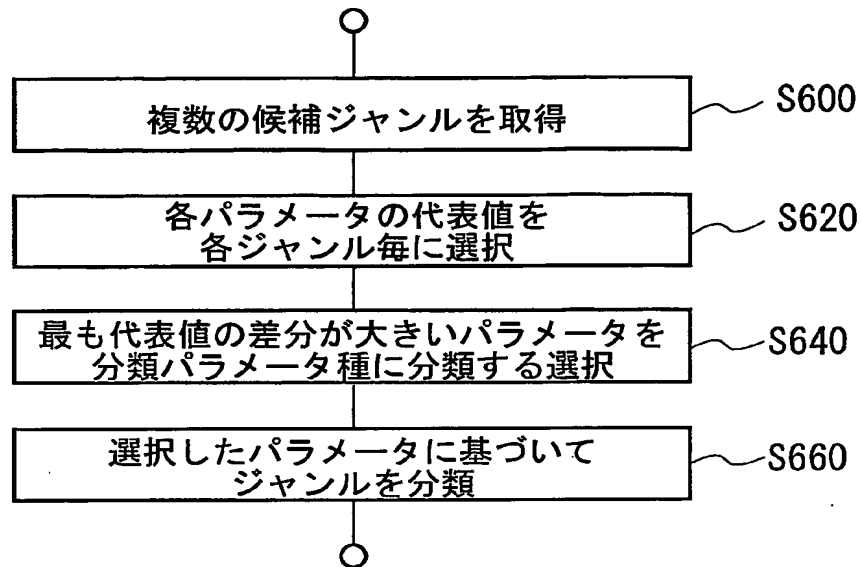 複数の候補ジャンルを取得
S600
各パラメータの代表値を
各ジャンル毎に選択
S620
最も代表値の差分が大きいパラメータを
分類パラメータ種に分類する選択
S640
選択したパラメータに基づいて
ジャンルを分類
S660